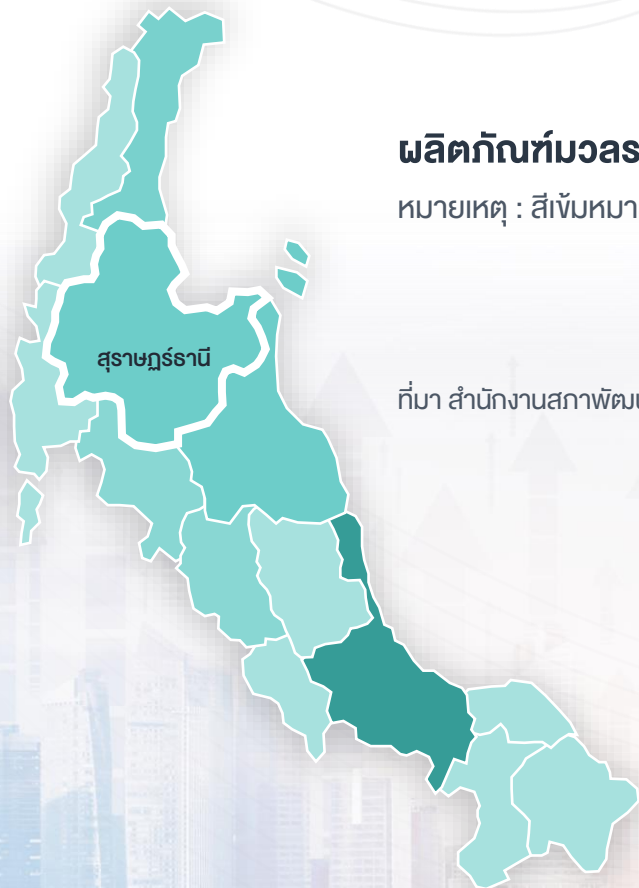 ผลิตภัณฑ์มวลร
หมายเหตุ : สีเข้มหมา
สุราษฎร์ธานี
ที่มา สำนักงานสภาพัฒน